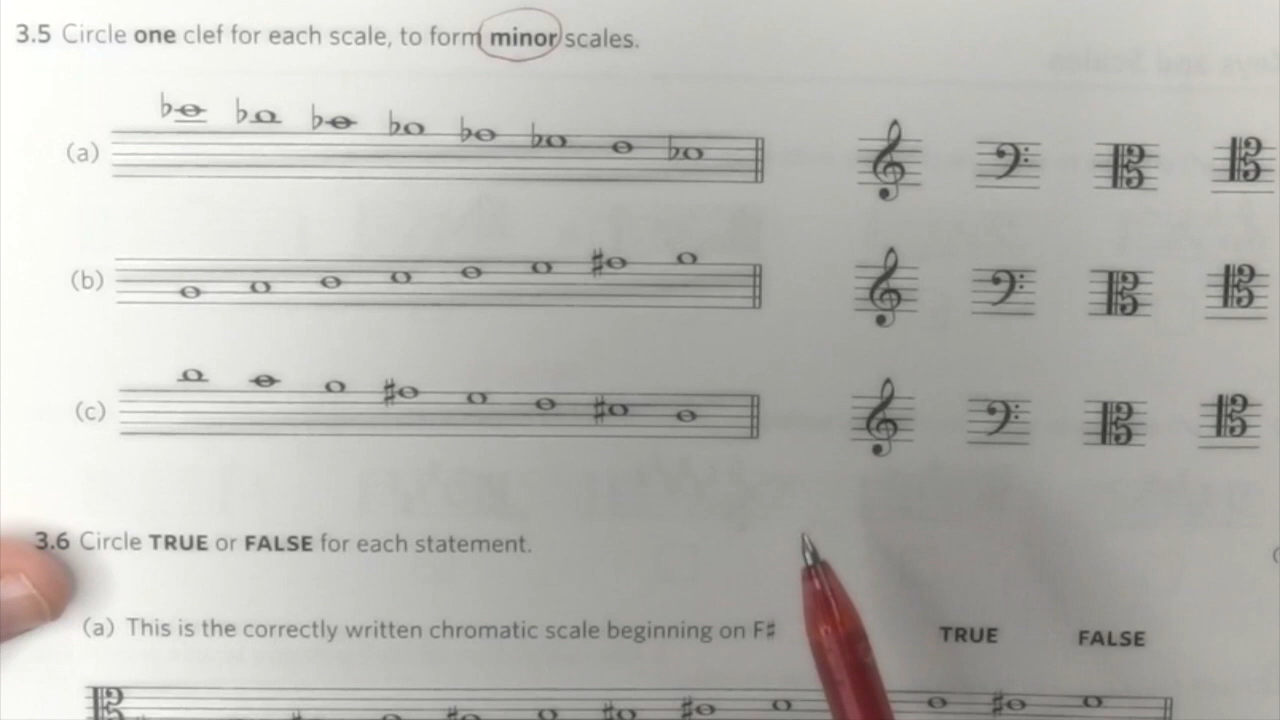 3.5 Circle one clef for each scale, to form minor scales.
(a)
(b)
(c)
3.6 Circle TRUE or FALSE for each statement.
(a) This is the correctly written chromatic scale beginning on F♯ TRUE FALSE